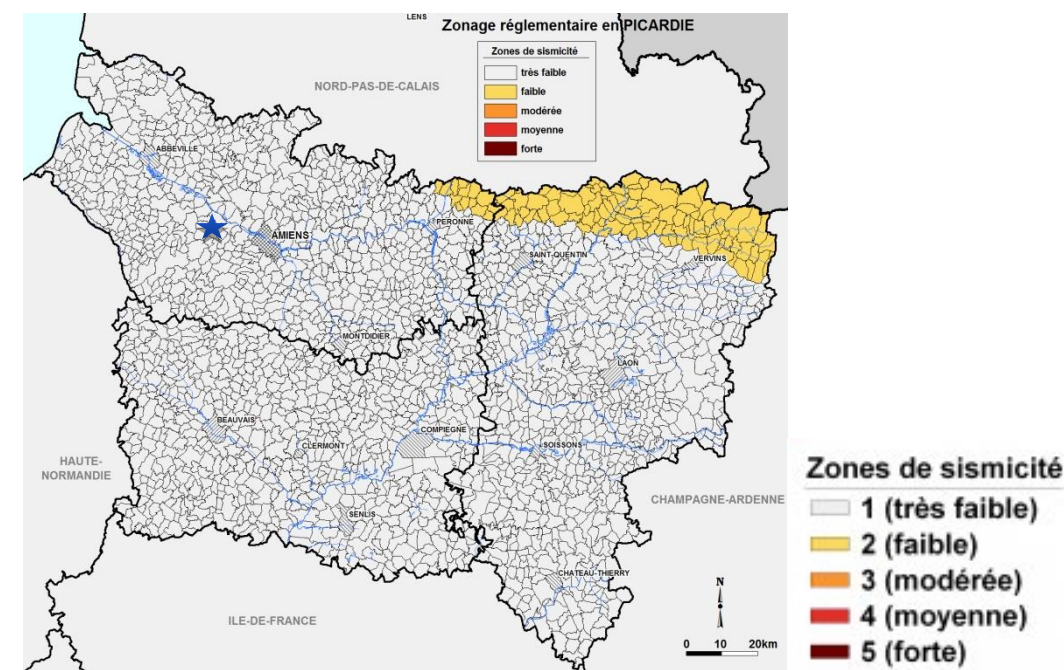 LENS
Zonage réglementaire en PICARDIE
Zones de sismicité
très faible
faible
modérée
moyenne
forte
NORD-PAS-DE-CALAIS
ABBEVILLE
AMIENS
PERONNE
SAINT-QUENTIN
VERVINS
MONTDIDIER
LAON
BEAUVAIS
CLERMONT
COMPIEGNE
SOISSONS
HAUTE-
NORMANDIE
SENLIS
CHAMPAGNE-ARDENNE
CHATEAU-THIERRY
ILE-DE-FRANCE
N
0 10 20km
Zones de sismicité
1 (très faible)
2 (faible)
3 (modérée)
4 (moyenne)
5 (forte)